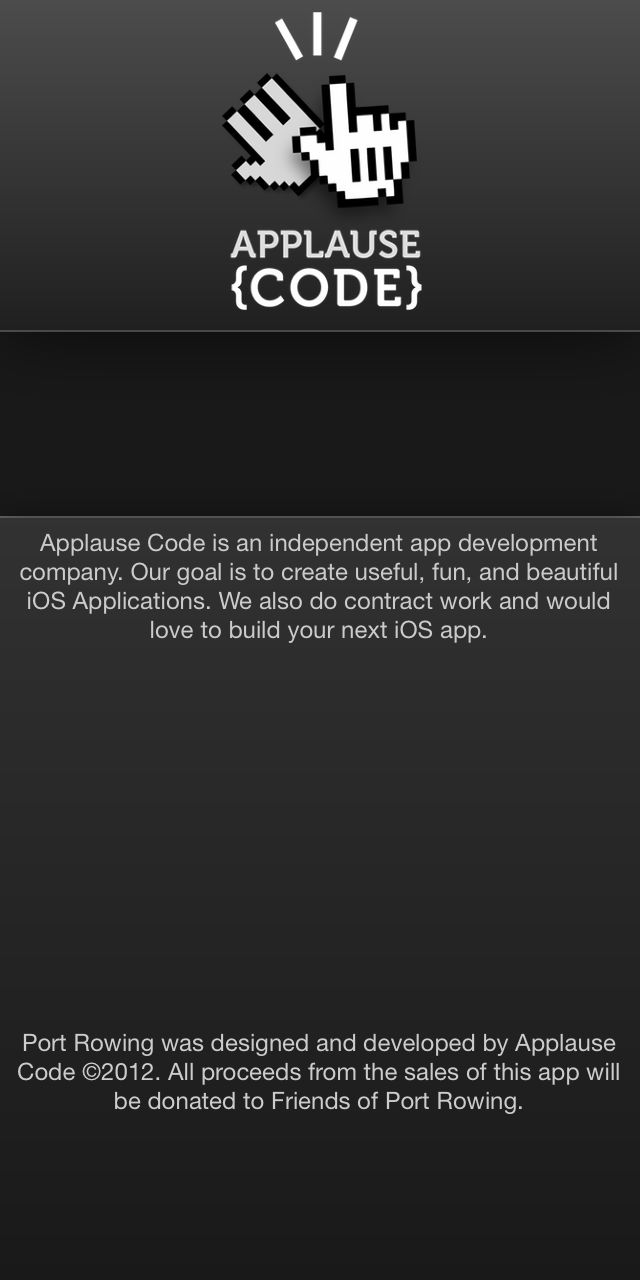 APPLAUSE
{CODE}
Applause Code is an independent app development
company. Our goal is to create useful, fun, and beautiful
iOS Applications. We also do contract work and would
love to build your next iOS app.
Port Rowing was designed and developed by Applause
Code ©2012. All proceeds from the sales of this app will
be donated to Friends of Port Rowing.